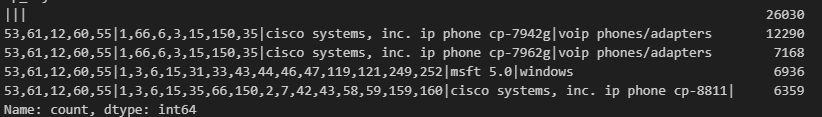 ||| 26030
53,61,12,60,55|1,66,6,3,15,150,35|cisco systems, inc. ip phone cp-7942g|voip phones/adapters 12290
53,61,12,60,55|1,66,6,3,15,150,35|cisco systems, inc. ip phone cp-7962g|voip phones/adapters 7168
53,61,12,60,55|1,3,6,15,31,33,43,44,46,47,119,121,249,252|msft 5.0|windows 6936
53,61,12,60,55|1,3,6,15,35,66,150,2,7,42,43,58,59,159,160|cisco systems, inc. ip phone cp-8811| 6359
Name: count, dtype: int64